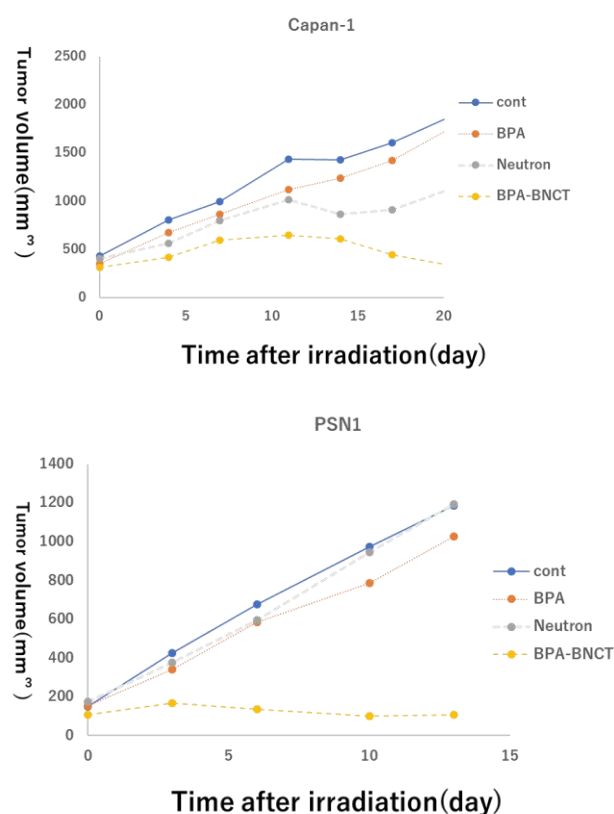 Capan-1
Tumor volume(mm³)
2500
2000
1500
1000
500
0
0
5
10
15
20
cont
BPA
Neutron
BPA-BNCT
Time after irradiation(day)
PSN1
Tumor volume(mm³)
1400
1200
1000
800
600
400
200
0
0
5
10
15
cont
BPA
Neutron
BPA-BNCT
Time after irradiation(day)